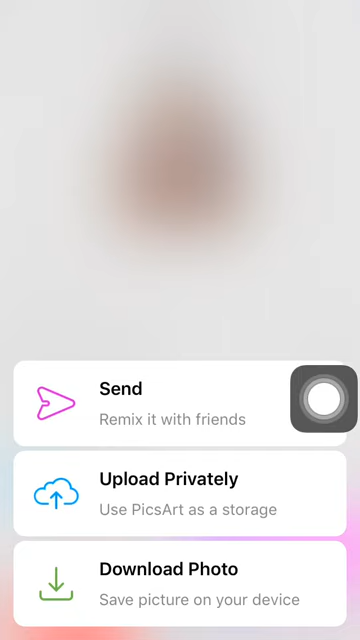 Send
Remix it with friends
Upload Privately
Use PicsArt as a storage
Download Photo
Save picture on your device